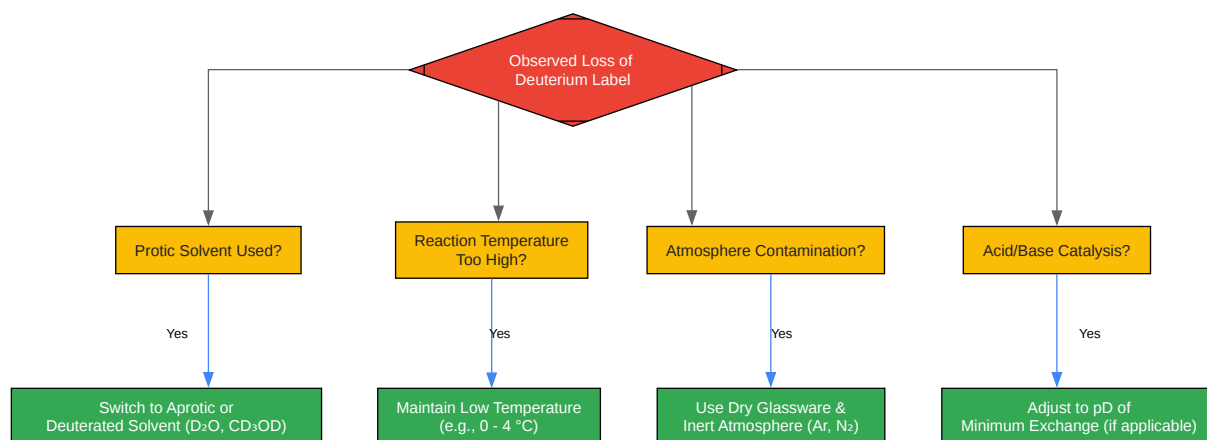 Observed Loss of
Deuterium Label
Protic Solvent Used?
Reaction Temperature
Too High?
Atmosphere Contamination?
Acid/Base Catalysis?
Yes
Yes
Yes
Yes
Switch to Aprotic or
Deuterated Solvent (D₂O, CD₃OD)
Maintain Low Temperature
(e.g., 0 - 4 °C)
Use Dry Glassware &
Inert Atmosphere (Ar, N₂)
Adjust to pD of
Minimum Exchange (if applicable)